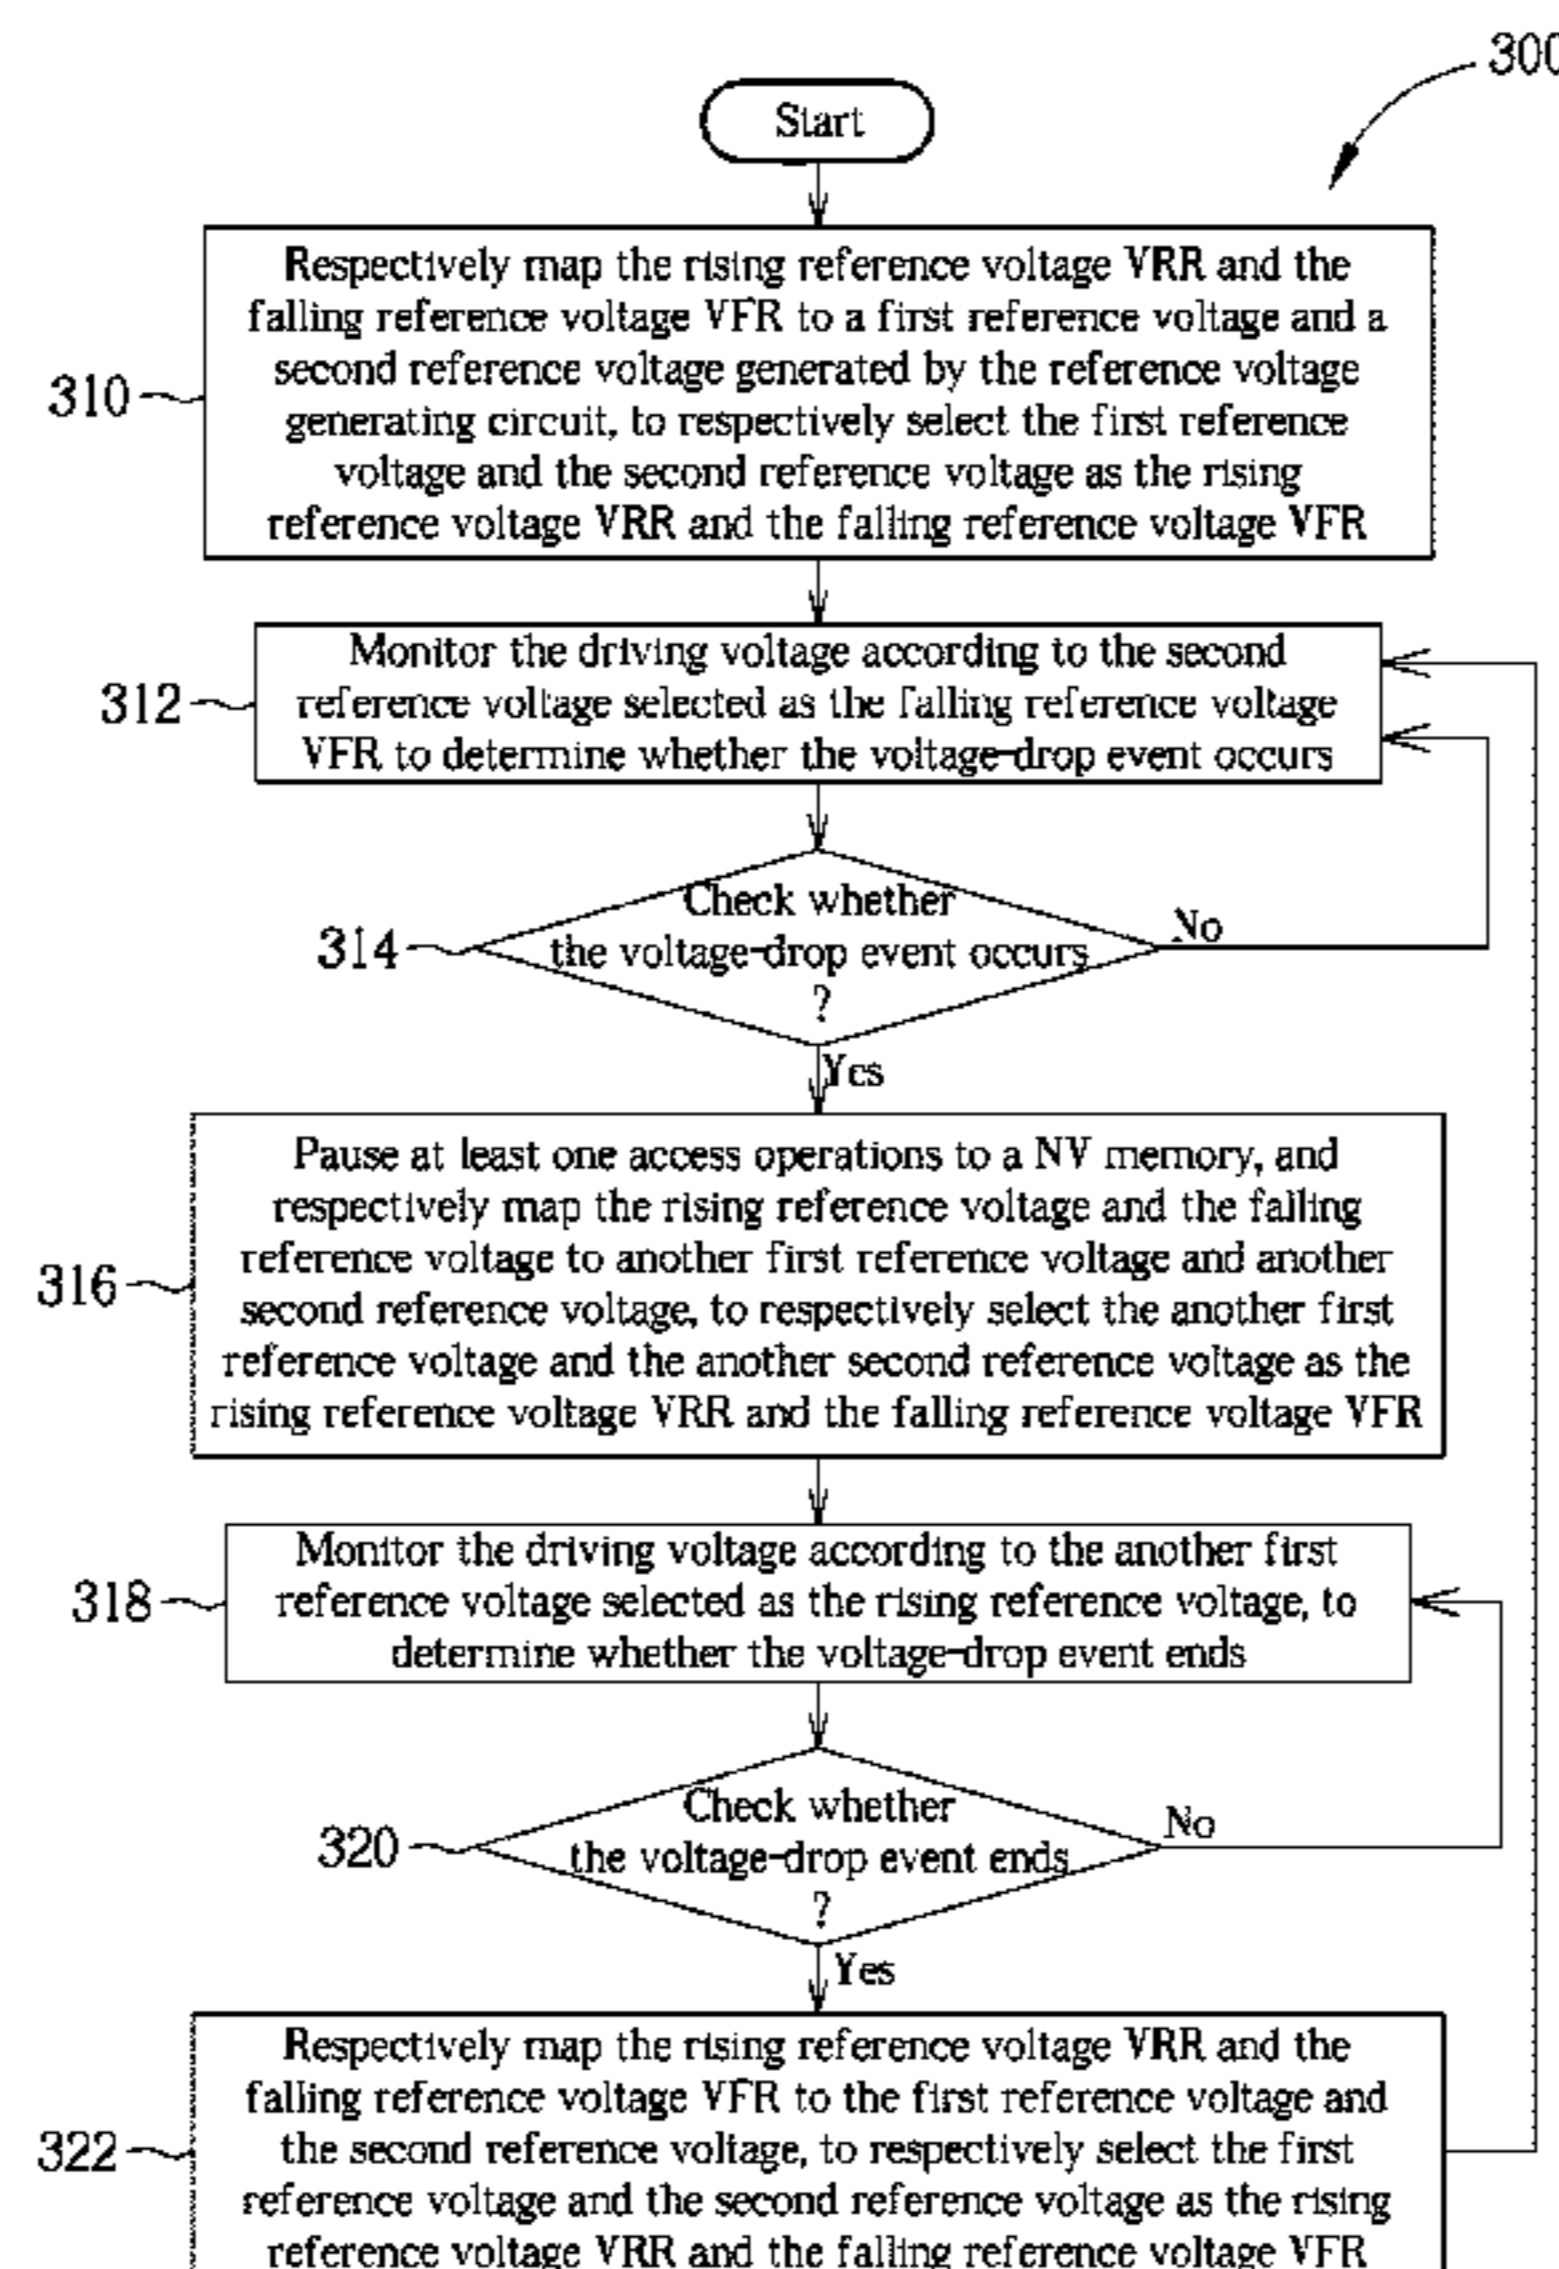 300
Start
Respectively map the rising reference voltage VRR and the
falling reference voltage VFR to a first reference voltage and a
second reference voltage generated by the reference voltage
generating circuit, to respectively select the first reference
voltage and the second reference voltage as the rising
reference voltage VRR and the falling reference voltage VFR
310
Monitor the driving voltage according to the second
reference voltage selected as the falling reference voltage
VFR to determine whether the voltage-drop event occurs
312
Check whether
the voltage-drop event occurs
?
314
No
Yes
Pause at least one access operations to a NV memory, and
respectively map the rising reference voltage and the falling
reference voltage to another first reference voltage and another
second reference voltage, to respectively select the another first
reference voltage and the another second reference voltage as the
rising reference voltage VRR and the falling reference voltage VFR
316
Monitor the driving voltage according to the another first
reference voltage selected as the rising reference voltage, to
determine whether the voltage-drop event ends
318
Check whether
the voltage-drop event ends
?
320
No
Yes
Respectively map the rising reference voltage VRR and the
falling reference voltage VFR to the first reference voltage and
the second reference voltage, to respectively select the first
reference voltage and the second reference voltage as the rising
reference voltage VRR and the falling reference voltage VFR
322